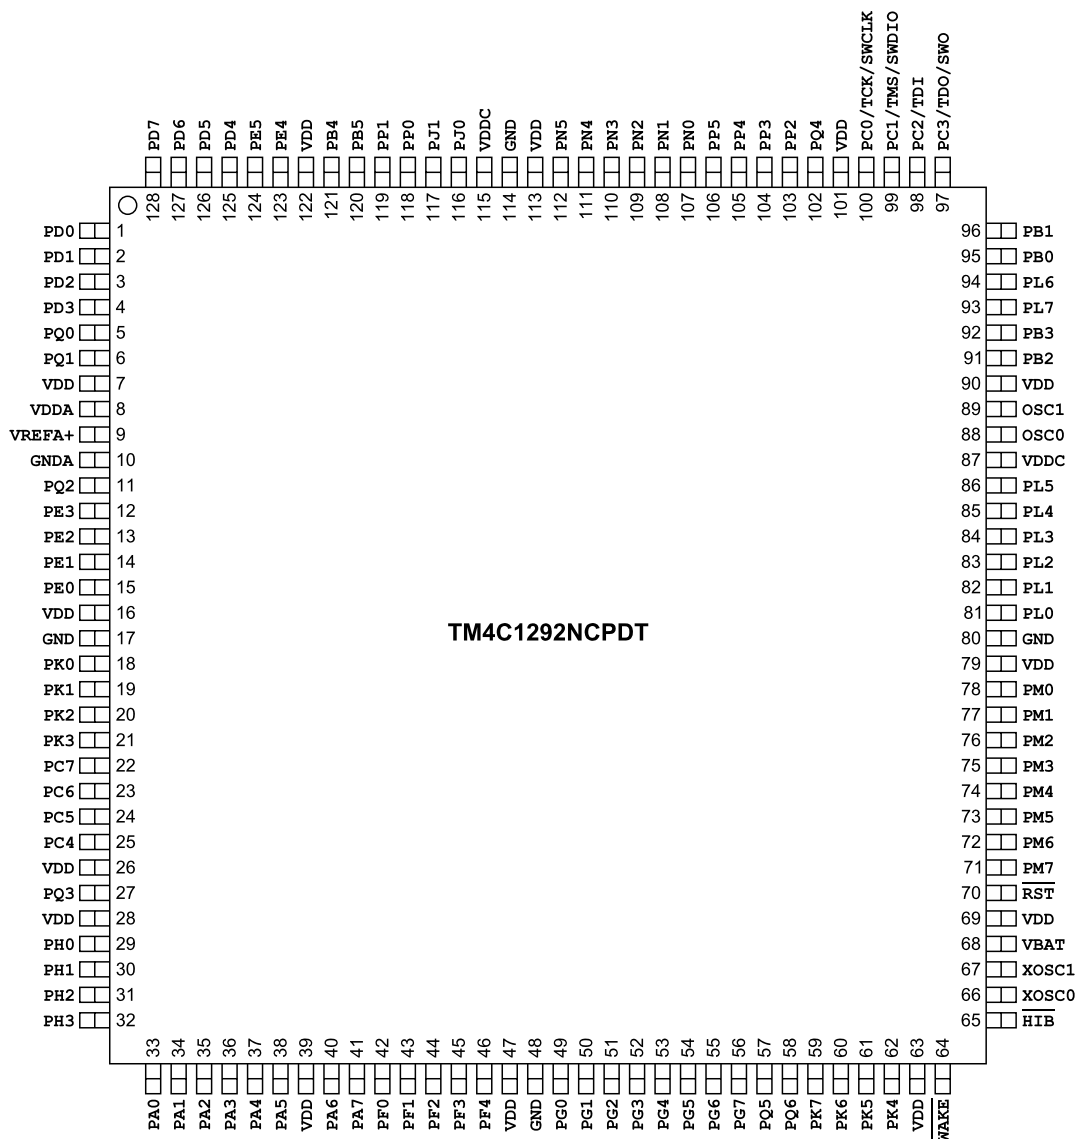 PD7
PD6
PD5
PD4
PE5
PE4
VDD
PB4
PB5
PP1
PP0
PJ1
PJ0
VDDC
GND
VDD
PN5
PN4
PN3
PN2
PN1
PN0
PP5
PP4
PP3
PP2
PQ4
VDD
PC0/TCK/SWCLK
PC1/TMS/SWDIO
PC2/TDI
PC3/TDO/SWO
128
127
126
125
124
123
122
121
120
119
118
117
116
115
114
113
112
111
110
109
108
107
106
105
104
103
102
101
100
99
98
97
PD0 1
PD1 2
PD2 3
PD3 4
PQ0 5
PQ1 6
VDD 7
VDDA 8
VREFA+ 9
GNDA 10
PQ2 11
PE3 12
PE2 13
PE1 14
PE0 15
VDD 16
GND 17
PK0 18
PK1 19
PK2 20
PK3 21
PC7 22
PC6 23
PC5 24
PC4 25
VDD 26
PQ3 27
VDD 28
PH0 29
PH1 30
PH2 31
PH3 32
TM4C1292NCPDT
96 PB1
95 PB0
94 PL6
93 PL7
92 PB3
91 PB2
90 VDD
89 OSC1
88 OSC0
87 VDDC
86 PL5
85 PL4
84 PL3
83 PL2
82 PL1
81 PL0
80 GND
79 VDD
78 PM0
77 PM1
76 PM2
75 PM3
74 PM4
73 PM5
72 PM6
71 PM7
70 RST
69 VDD
68 VBAT
67 XOSC1
66 XOSC0
65 HIB
33
34
35
36
37
38
39
40
41
42
43
44
45
46
47
48
49
50
51
52
53
54
55
56
57
58
59
60
61
62
63
64
PA0
PA1
PA2
PA3
PA4
PA5
VDD
PA6
PA7
PF0
PF1
PF2
PF3
PF4
VDD
GND
PG0
PG1
PG2
PG3
PG4
PG5
PG6
PG7
PQ5
PQ6
PK7
PK6
PK5
PK4
VDD
WAKE